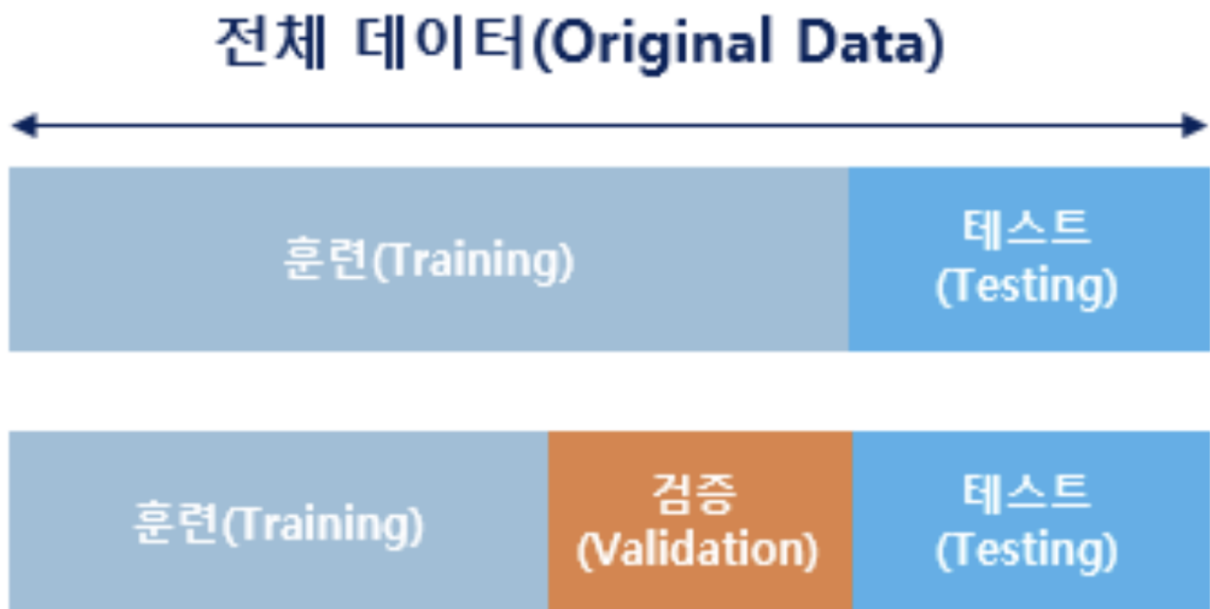 전체 데이터(Original Data)
훈련(Training)
테스트
(Testing)
훈련(Training)
검증
(Validation)
테스트
(Testing)